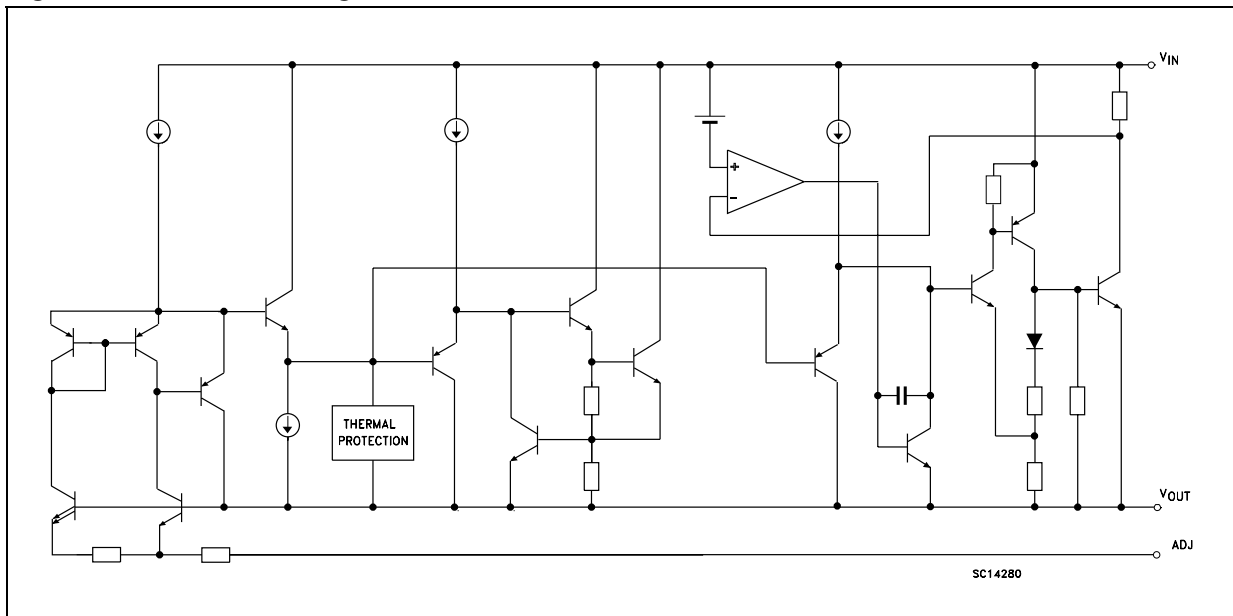 VIN
+
-
THERMAL
PROTECTION
VOUT
ADJ
SC14280